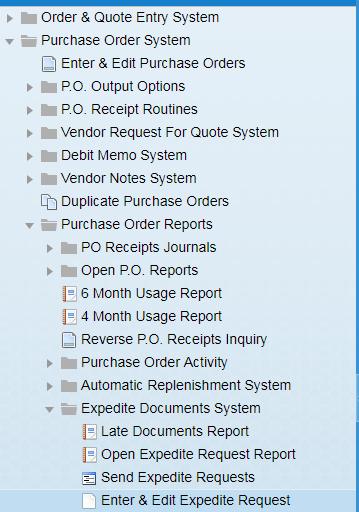 Order & Quote Entry System
Purchase Order System
Enter & Edit Purchase Orders
P.O. Output Options
P.O. Receipt Routines
Vendor Request For Quote System
Debit Memo System
Vendor Notes System
Duplicate Purchase Orders
Purchase Order Reports
PO Receipts Journals
Open P.O. Reports
6 Month Usage Report
4 Month Usage Report
Reverse P.O. Receipts Inquiry
Purchase Order Activity
Automatic Replenishment System
Expedite Documents System
Late Documents Report
Open Expedite Request Report
Send Expedite Requests
Enter & Edit Expedite Request